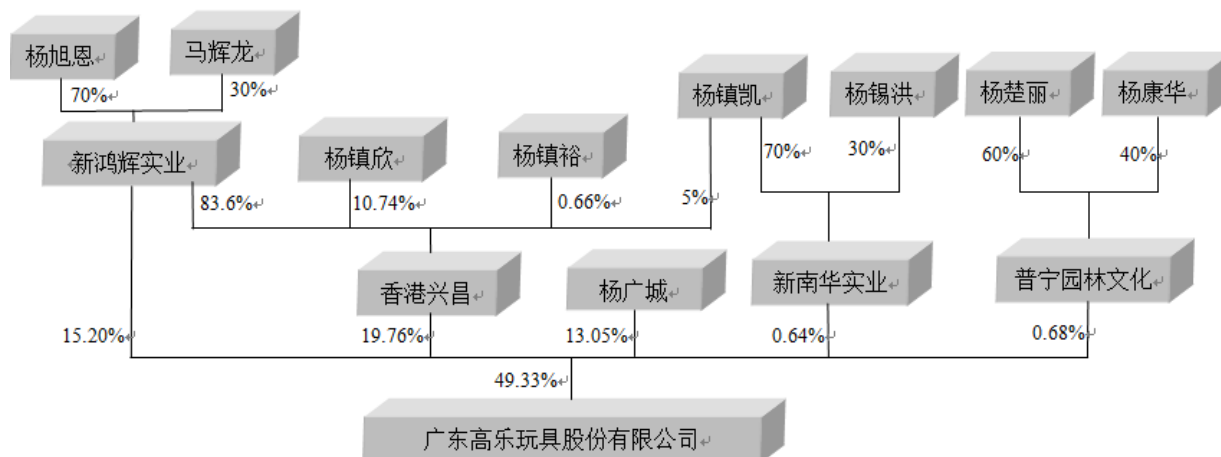 杨旭恩
马辉龙
70%
30%
杨镇凯
杨锡洪
杨楚丽
杨康华
新鸿辉实业
杨镇欣
杨镇裕
70%
30%
60%
40%
83.6%
10.74%
0.66%
5%
香港兴昌
杨广城
新南华实业
普宁园林文化
15.20%
19.76%
13.05%
0.64%
0.68%
49.33%
广东高乐玩具股份有限公司